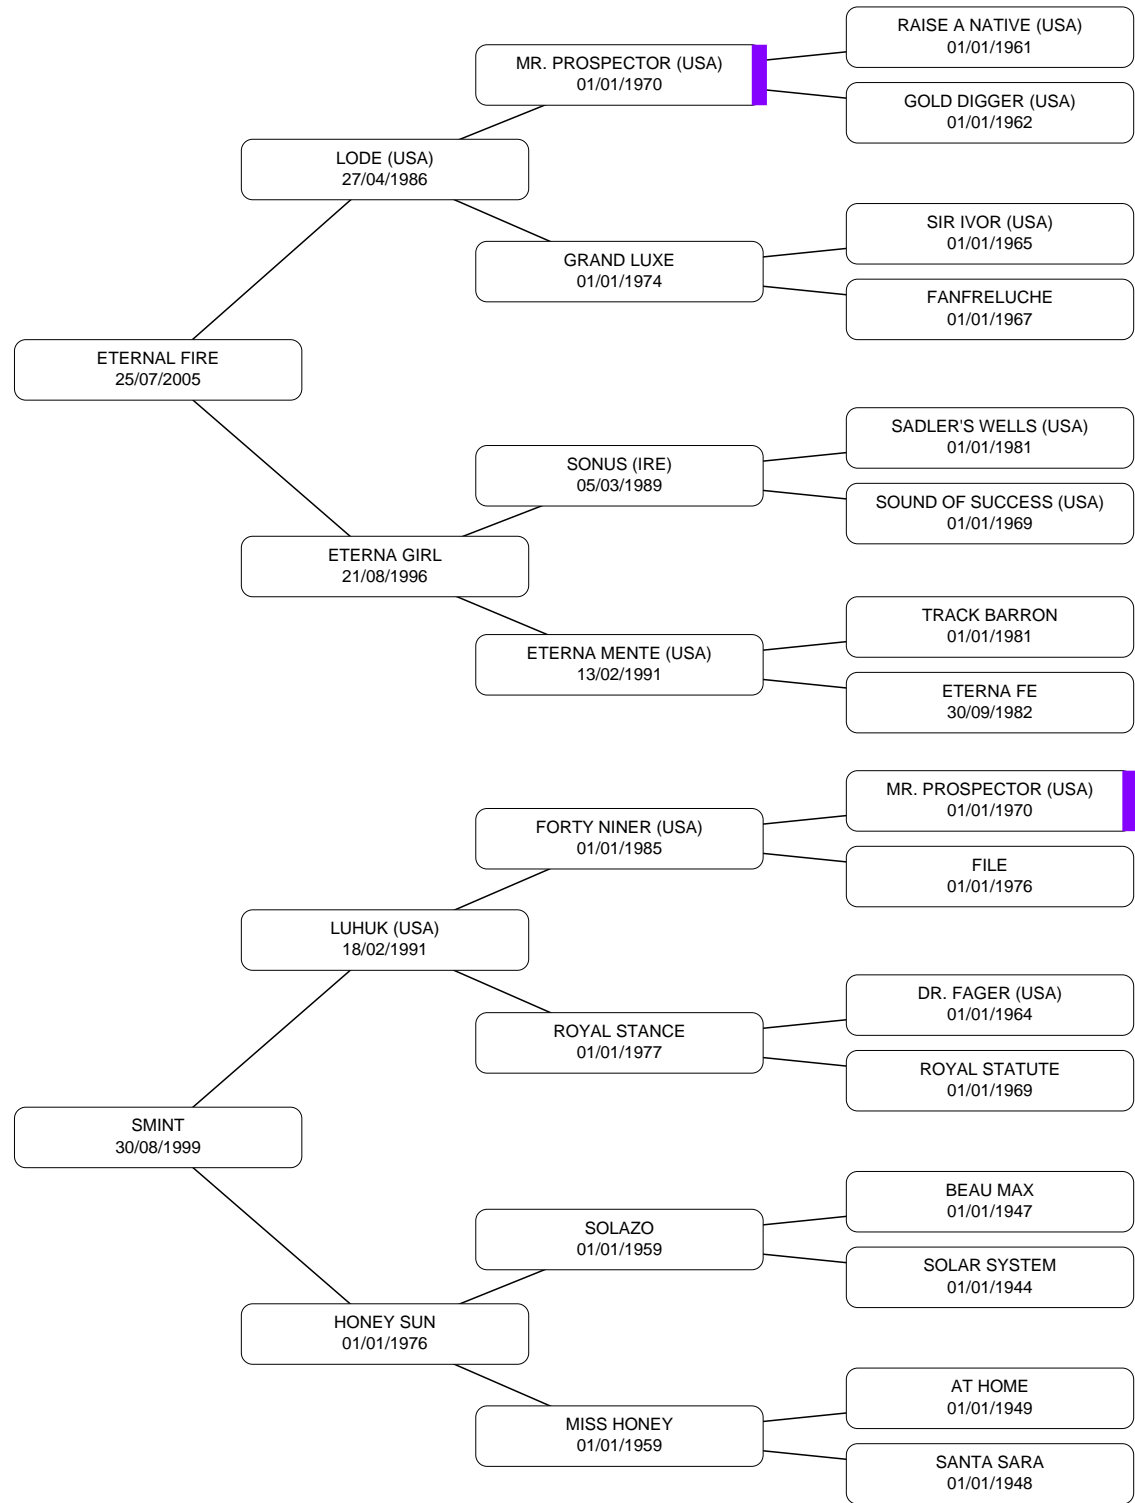 RAISE A NATIVE (USA)
01/01/1961
MR. PROSPECTOR (USA)
01/01/1970
GOLD DIGGER (USA)
01/01/1962
LODE (USA)
27/04/1986
SIR IVOR (USA)
01/01/1965
GRAND LUXE
01/01/1974
FANFRELUCHE
01/01/1967
ETERNAL FIRE
25/07/2005
SADLER'S WELLS (USA)
01/01/1981
SONUS (IRE)
05/03/1989
SOUND OF SUCCESS (USA)
01/01/1969
ETERNA GIRL
21/08/1996
TRACK BARRON
01/01/1981
ETERNA MENTE (USA)
13/02/1991
ETERNA FE
30/09/1982
MR. PROSPECTOR (USA)
01/01/1970
FORTY NINER (USA)
01/01/1985
FILE
01/01/1976
LUHUK (USA)
18/02/1991
DR. FAGER (USA)
01/01/1964
ROYAL STANCE
01/01/1977
ROYAL STATUTE
01/01/1969
SMINT
30/08/1999
BEAU MAX
01/01/1947
SOLAZO
01/01/1959
SOLAR SYSTEM
01/01/1944
HONEY SUN
01/01/1976
AT HOME
01/01/1949
MISS HONEY
01/01/1959
SANTA SARA
01/01/1948